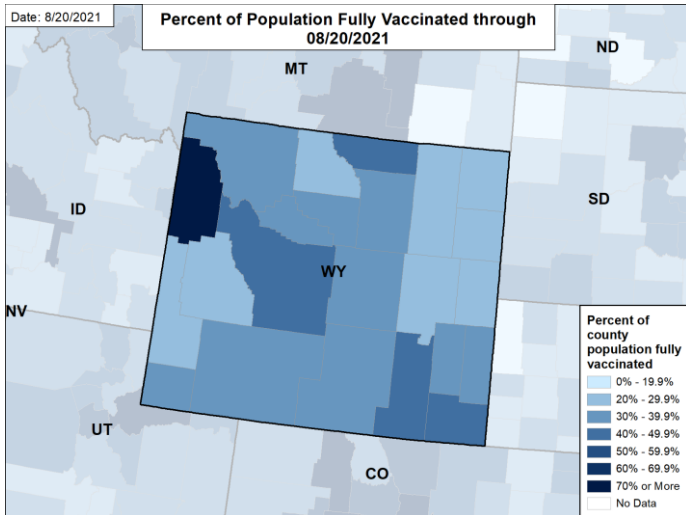 Date: 8/20/2021
Percent of Population Fully Vaccinated through
08/20/2021
ND
MT
SD
ID
WY
NV
UT
CO
Percent of
county
population fully
vaccinated
0% - 19.9%
20% - 29.9%
30% - 39.9%
40% - 49.9%
50% - 59.9%
60% - 69.9%
70% or More
No Data